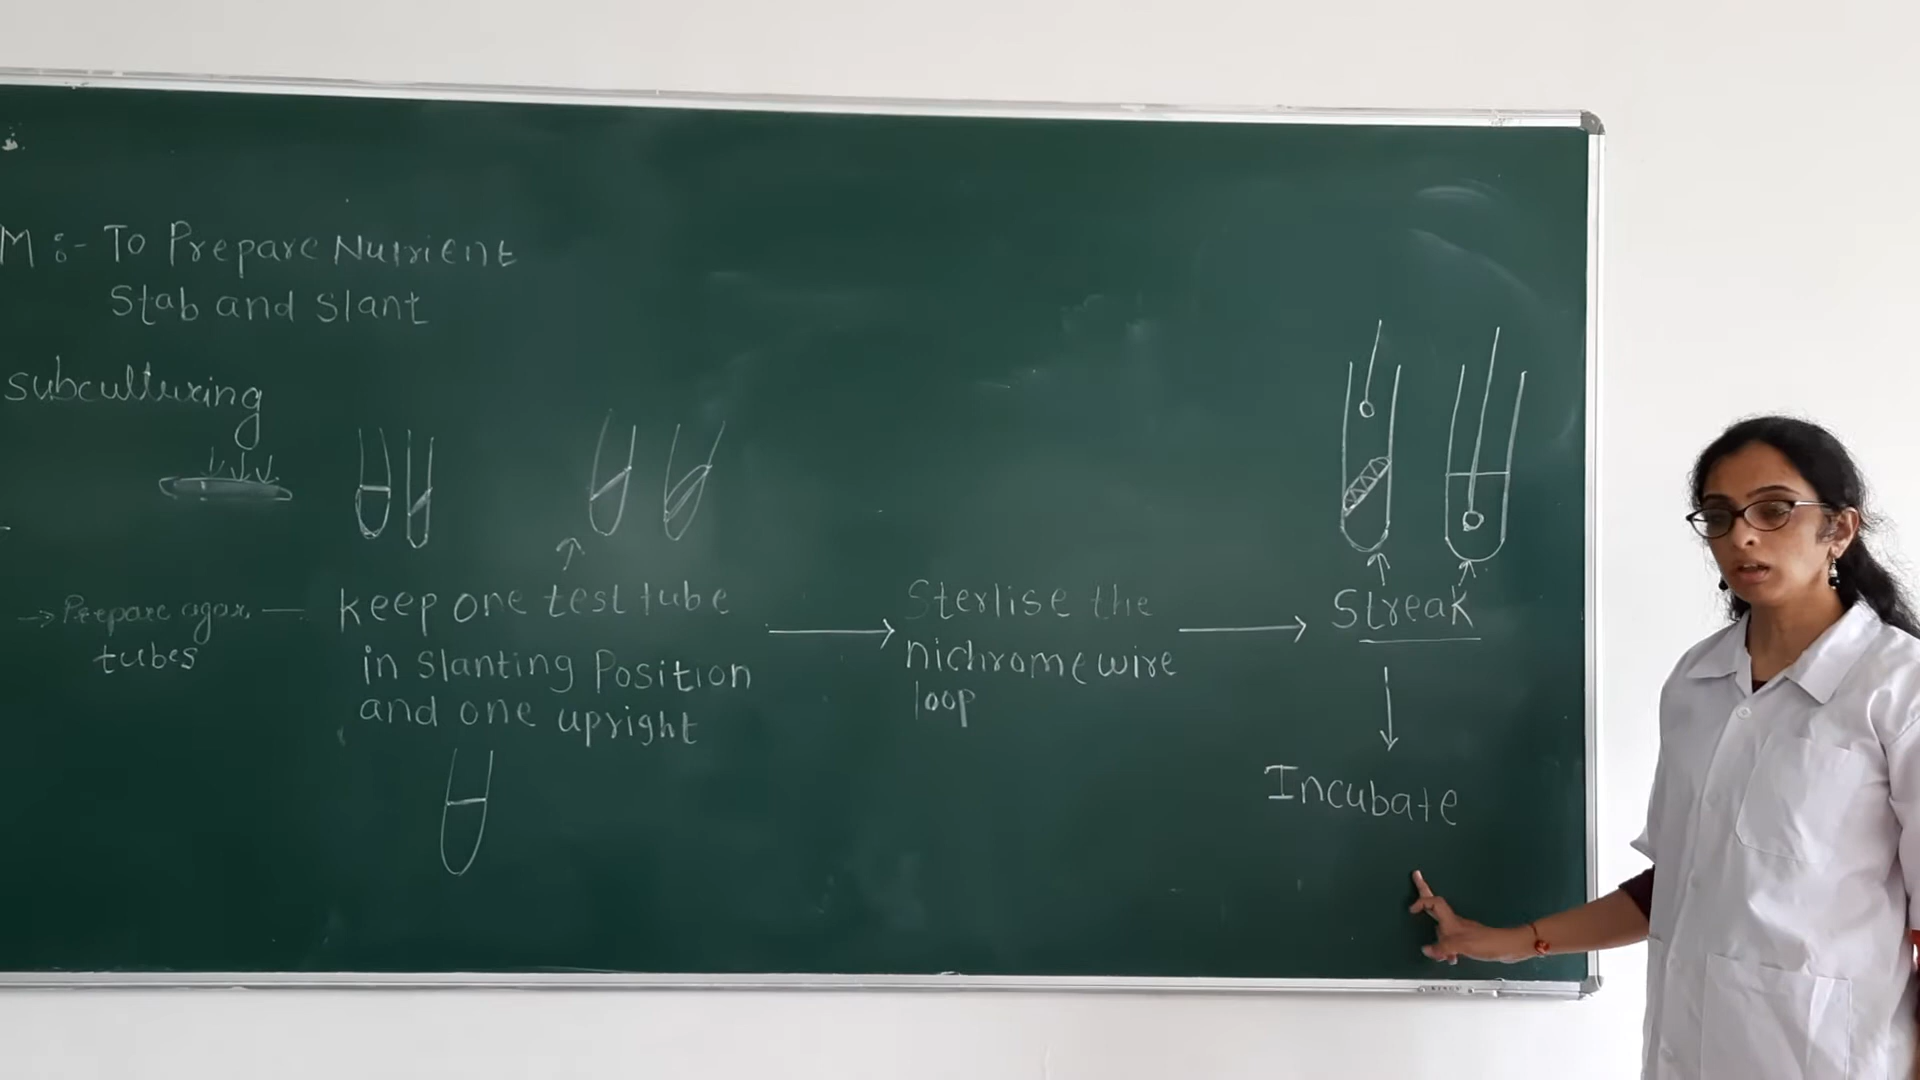 M :- To Prepare Nutrient
Stab and Slant
subculturing
→ Prepare agar
tubes
keep one test tube
in slanting Position
and one upright
Sterlise the
nichrome wire
loop
Streak
Incubate